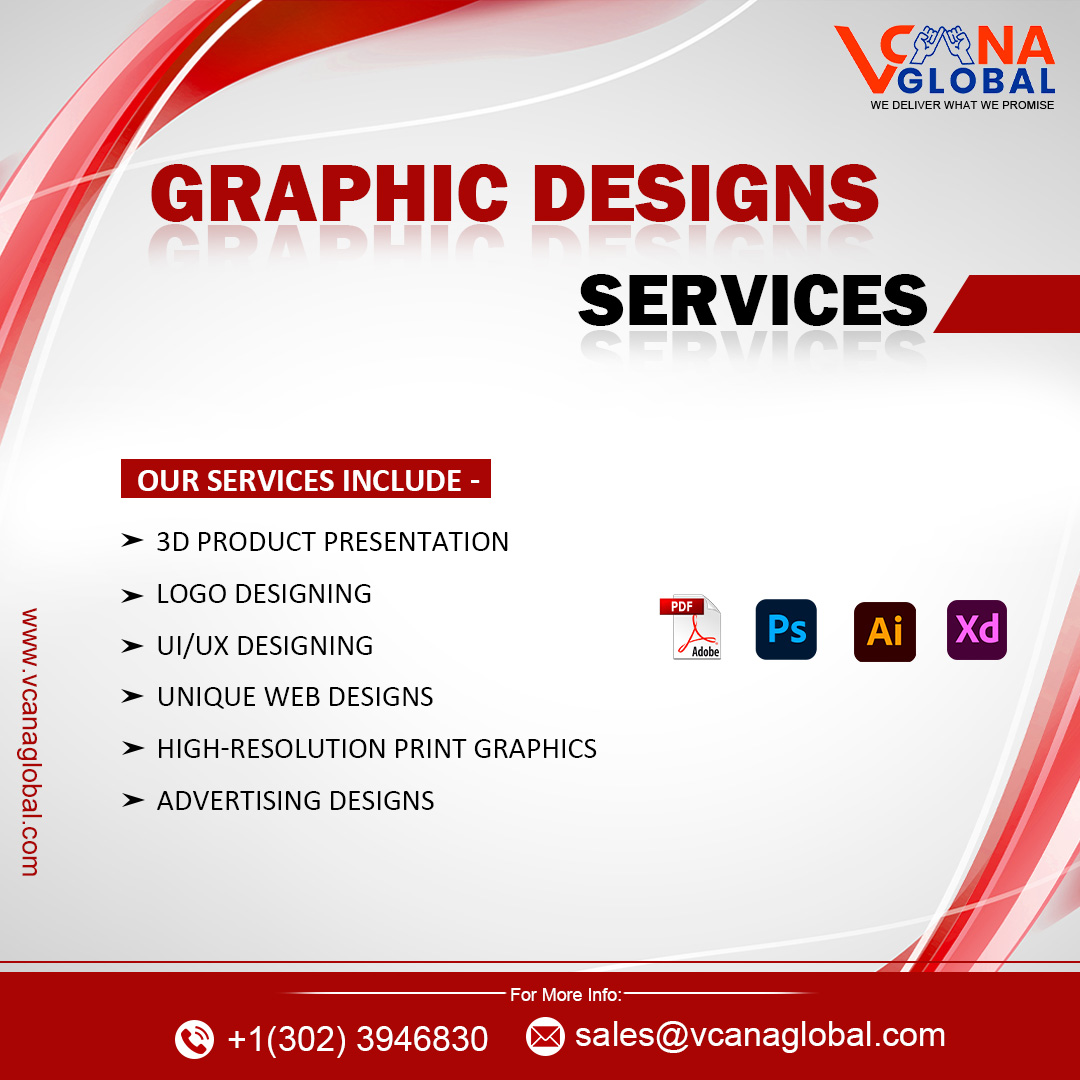 VCANA
GLOBAL
WE DELIVER WHAT WE PROMISE
GRAPHIC DESIGNS
SERVICES
OUR SERVICES INCLUDE -
➤ 3D PRODUCT PRESENTATION
➤ LOGO DESIGNING
➤ UI/UX DESIGNING
➤ UNIQUE WEB DESIGNS
➤ HIGH-RESOLUTION PRINT GRAPHICS
➤ ADVERTISING DESIGNS
PDF
Adobe
Ps
Ai
Xd
www.vcanaglobal.com
For More Info:
+1(302) 3946830
sales@vcanaglobal.com